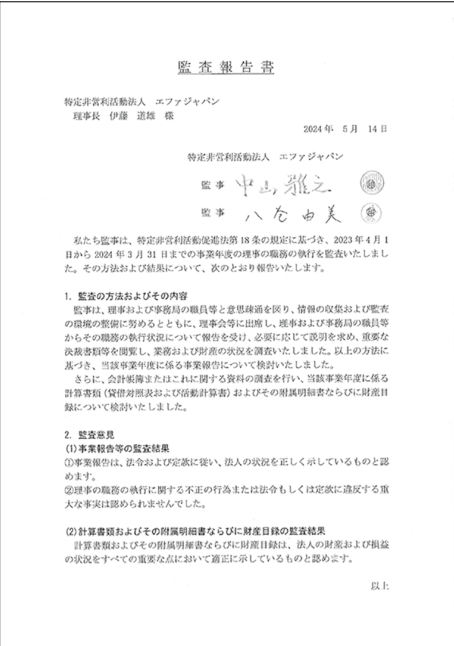 監査報告書
特定非営利活動法人 エファジャパン
理事長 伊藤 道雄 様
2024年 5月 14日
特定非営利活動法人 エファジャパン
監事 中山 雅之
監事 八巻 由美
私たち監事は、特定非営利活動促進法第18条の規定に基づき、2023年4月1
日から2024年3月31日までの事業年度の理事の職務の執行を監査いたしまし
た。その方法および結果について、次のとおり報告いたします。
1. 監査の方法およびその内容
監事は、理事および事務局の職員等と意思疎通を図り、情報の収集および監査
の環境の整備に努めるとともに、理事会等に出席し、理事および事務局の職員等
からその職務の執行状況について報告を受け、必要に応じて説明を求め、重要な
決裁書類等を閲覧し、業務および財産の状況を調査いたしました。以上の方法に
基づき、当該事業年度に係る事業報告について検討いたしました。
さらに、会計帳簿またはこれに関する資料の調査を行い、当該事業年度に係る
計算書類（貸借対照表および活動計算書）およびその附属明細書ならびに財産目
録について検討いたしました。
2. 監査意見
(1)事業報告等の監査結果
①事業報告は、法令および定款に従い、法人の状況を正しく示しているものと認
めます。
②理事の職務の執行に関する不正の行為または法令もしくは定款に違反する重
大な事実は認められませんでした。
(2)計算書類およびその附属明細書ならびに財産目録の監査結果
計算書類およびその附属明細書ならびに財産目録は、法人の財産および損益
の状況をすべての重要な点において適正に示しているものと認めます。
以上